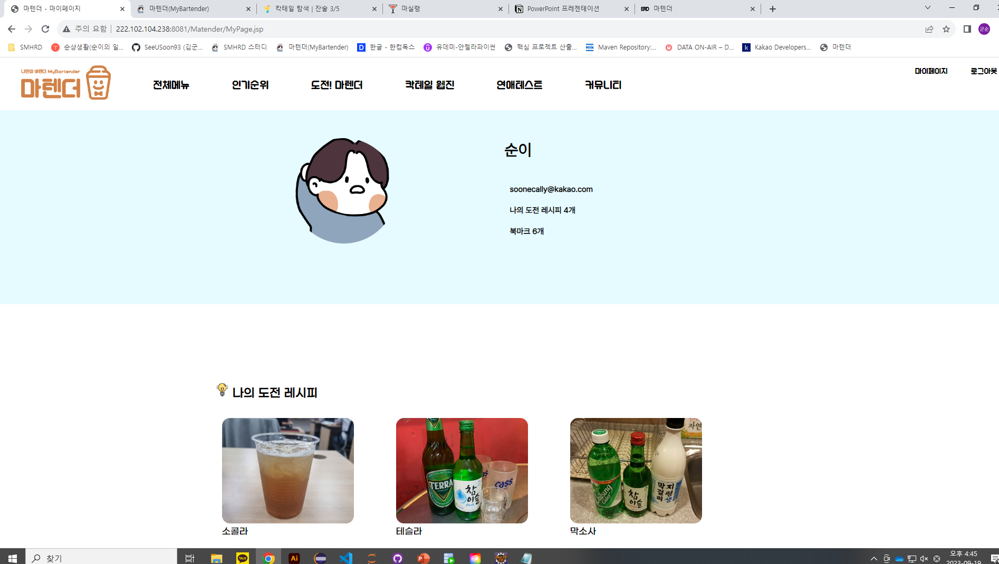 마텐더 - 마이페이지
마텐더(MyBartender)
칵테일 탐색 | 잔술 3/5
마실랭
PowerPoint 프레젠테이션
ERD 마텐더
주의 요함 222.102.104.238:8081/Matender/MyPage.jsp
군순
SMHRD
순상생활(순이의 일...
SeeUSoon93 (김군...
SMHRD 스터디
마텐더(MyBartender)
한글 - 한컴독스
유데미-안젤라파이썬
핵심 프로젝트 산출...
Maven Repository:...
DATA ON-AIR – D...
Kakao Developers...
마텐더
나만의 바텐더 MyBartender
마텐더
전체메뉴
인기순위
도전! 마텐더
칵테일 웹진
연애테스트
커뮤니티
마이페이지
로그아웃
순이
soonecally@kakao.com
나의 도전 레시피 4개
북마크 6개
나의 도전 레시피
TERRA
참이슬
fresh
cass
Chilsung
Cider
참이슬
지평생
막걸리
자연
소콜라
테슬라
막소사
찾기
TALK
Ai
오후 4:45
2023-09-19